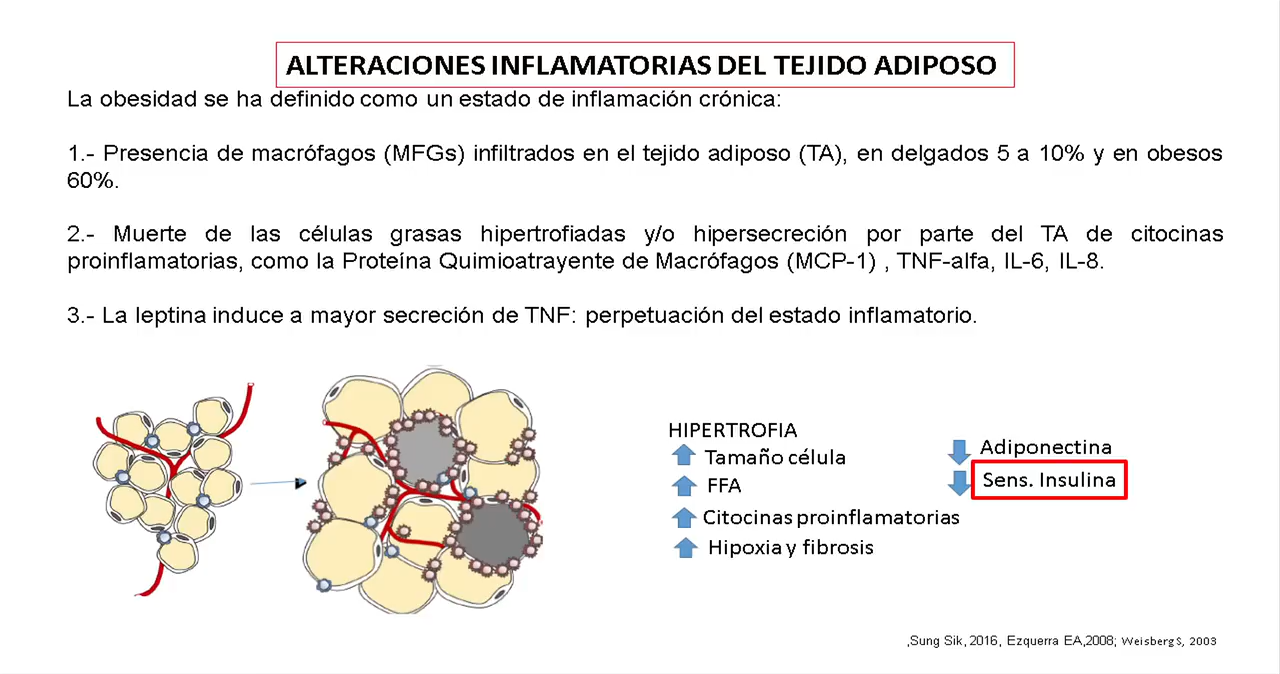 ALTERACIONES INFLAMATORIAS DEL TEJIDO ADIPOSO
La obesidad se ha definido como un estado de inflamación crónica:
1.- Presencia de macrófagos (MFGs) infiltrados en el tejido adiposo (TA), en delgados 5 a 10% y en obesos
60%.
2.- Muerte de las células grasas hipertrofiadas y/o hipersecreción por parte del TA de citocinas
proinflamatorias, como la Proteína Quimioatrayente de Macrófagos (MCP-1) , TNF-alfa, IL-6, IL-8.
3.- La leptina induce a mayor secreción de TNF: perpetuación del estado inflamatorio.
HIPERTROFIA
Tamaño célula
FFA
Citocinas proinflamatorias
Hipoxia y fibrosis
Adiponectina
Sens. Insulina
,Sung Sik, 2016, Ezquerra EA,2008; Weisberg S, 2003